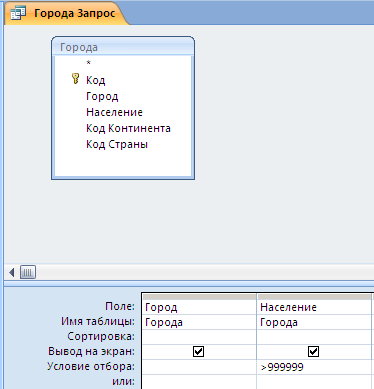 Города Запрос
Города
*
Код
Город
Население
Код Континента
Код Страны
Поле: Город Население
Имя таблицы: Города Города
Сортировка:
Вывод на экран:
Условие отбора: >999999
или: